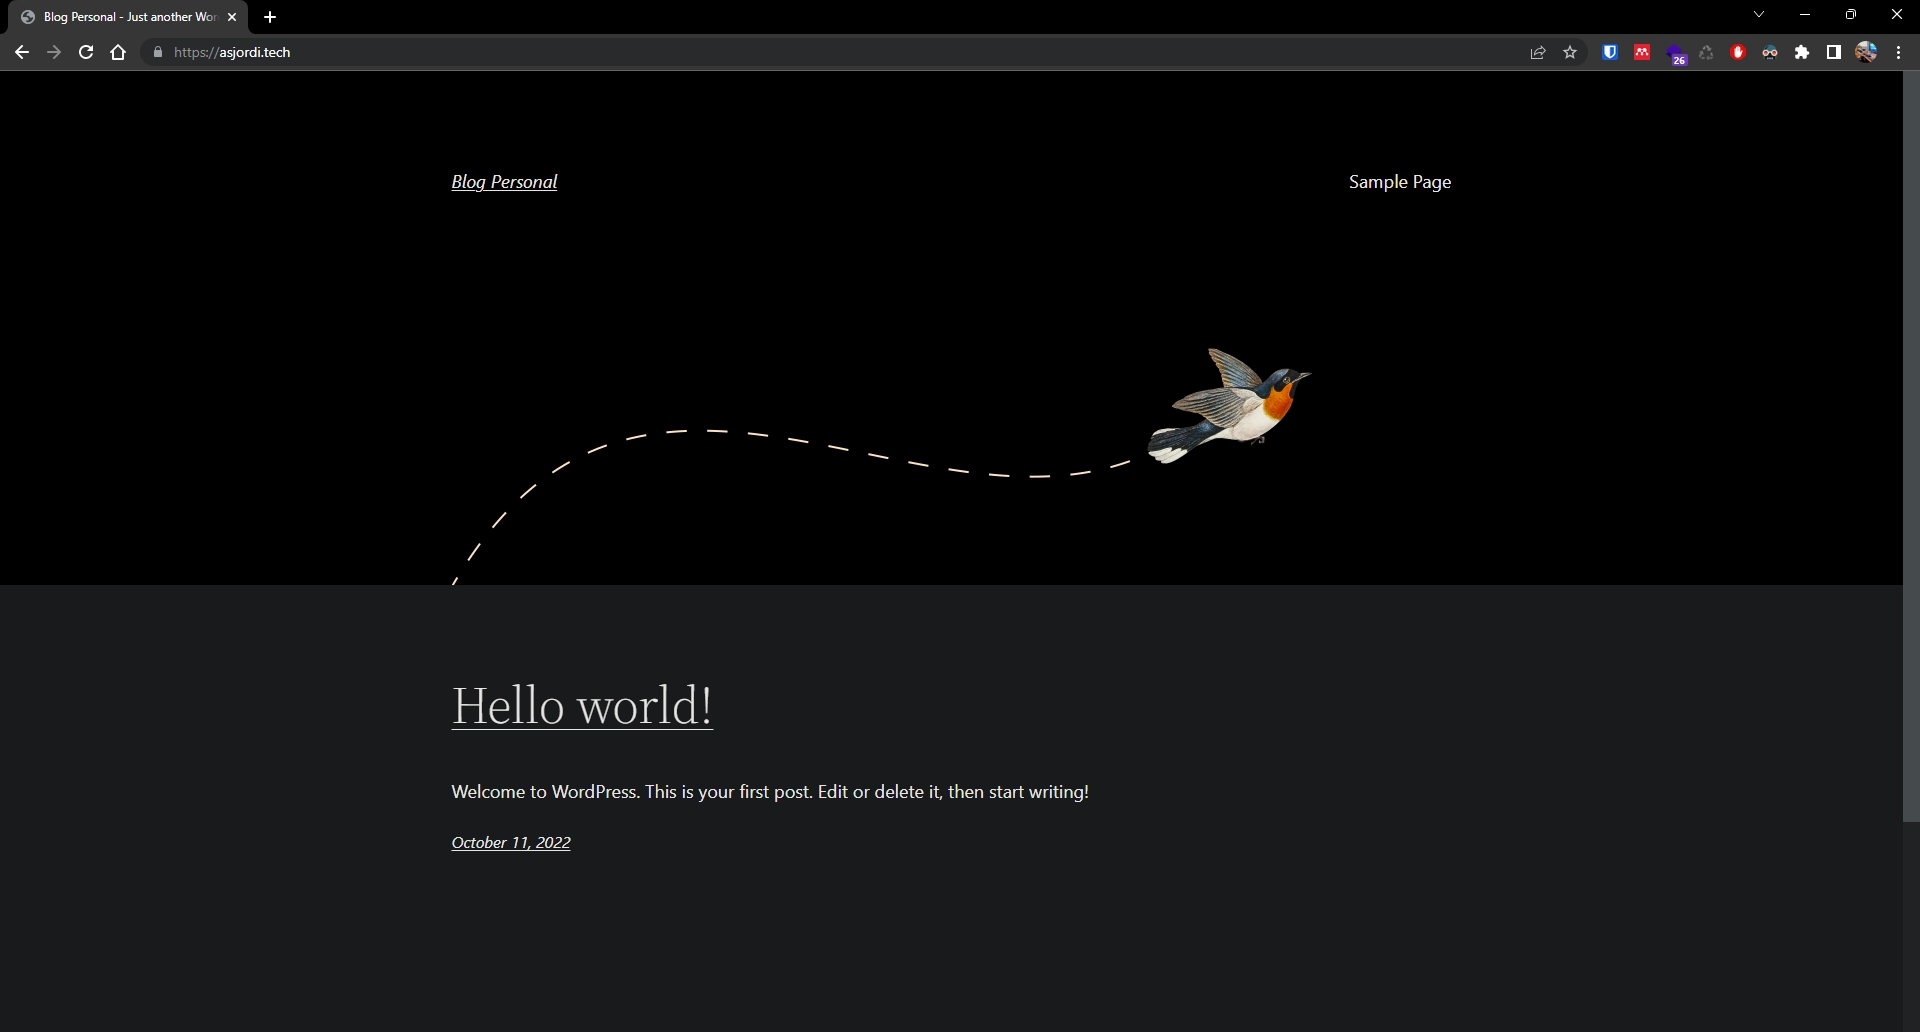 Blog Personal - Just another Wor
https://asjordi.tech
26
Blog Personal
Sample Page
Hello world!
Welcome to WordPress. This is your first post. Edit or delete it, then start writing!
October 11, 2022